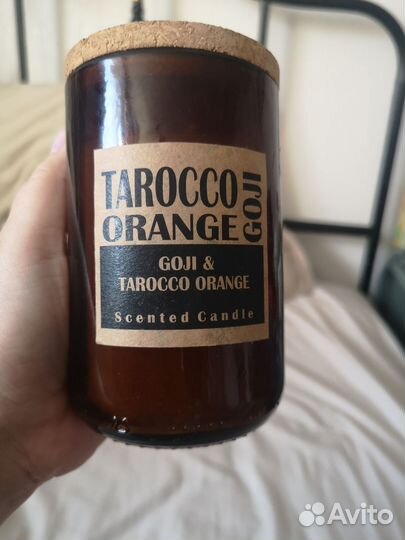 TAROCCO
ORANGE
GOJI
GOJI &
TAROCCO ORANGE
Scented Candle
Avito